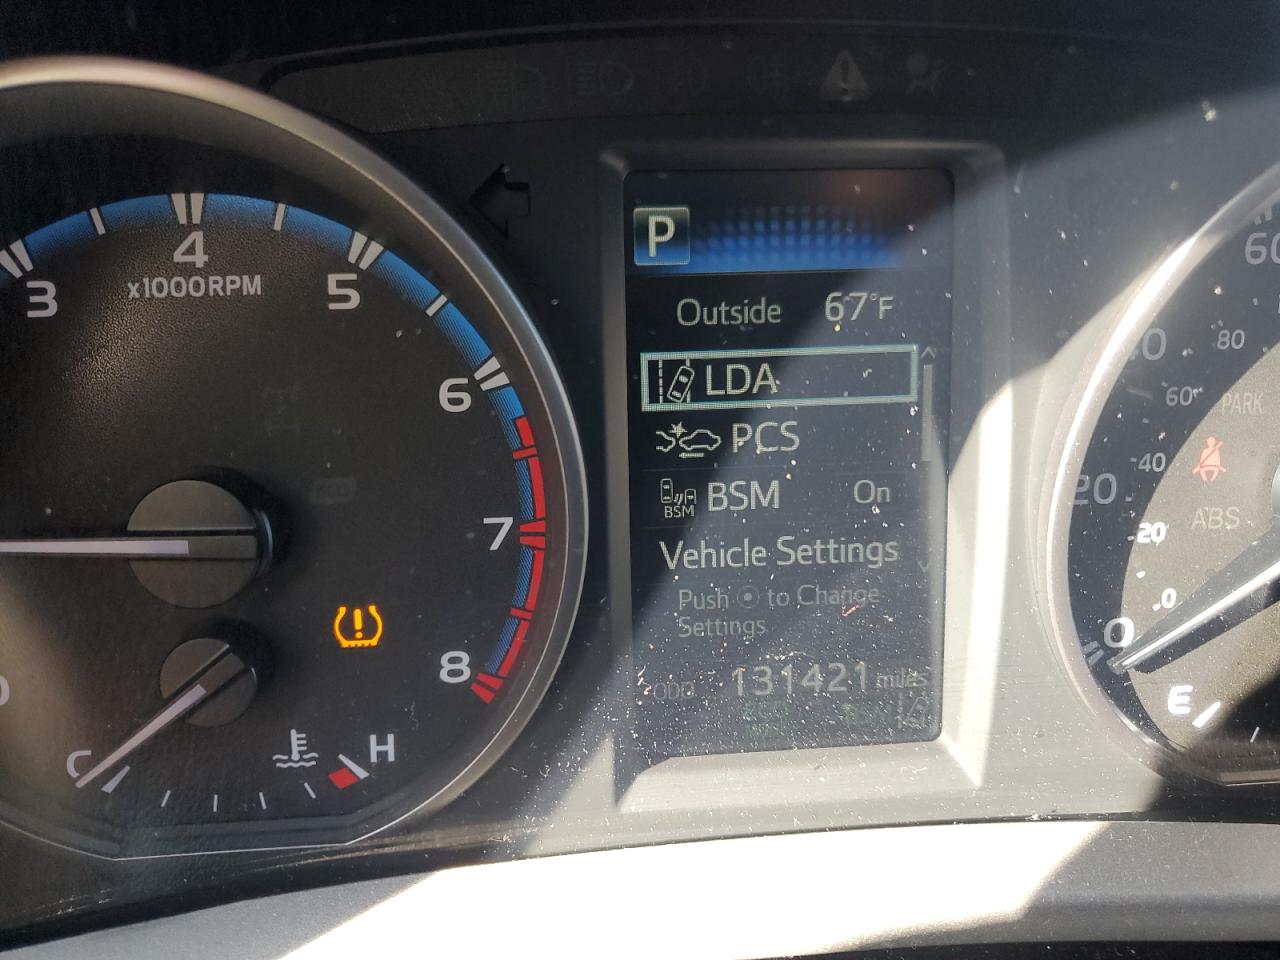 P
Outside 67°F
LDA
PCS
BSM
BSM On
Vehicle Settings
Push to Change
Settings
ODO 131421 miles
3
4
x1000RPM
5
6
7
8
C
H
60
80
60
PARK
40
20
ABS
20
0
0
E